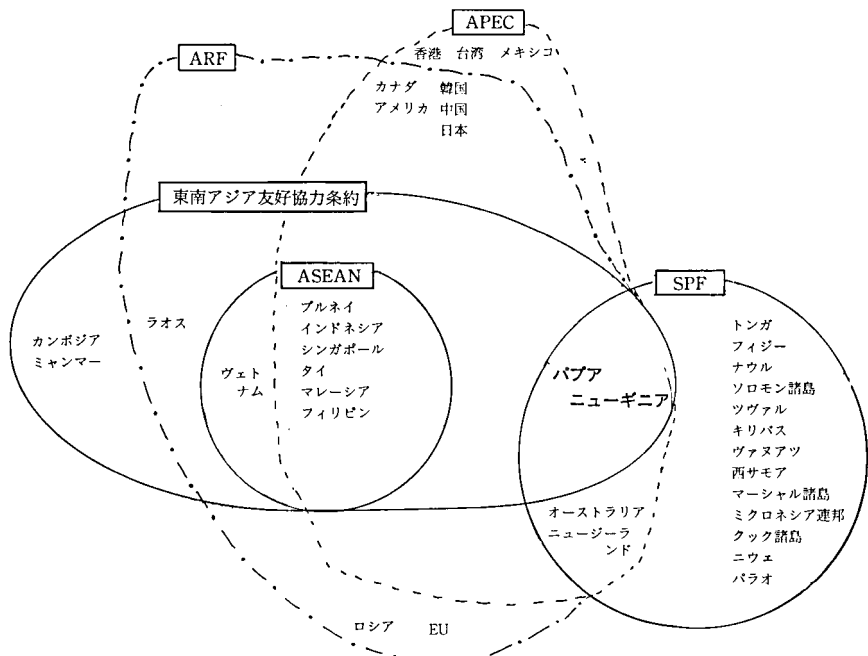 APEC
香港 台湾 メキシコ
ARF
カナダ 韓国
アメリカ 中国
日本
東南アジア友好協力条約
ASEAN
ブルネイ
インドネシア
シンガポール
タイ
マレーシア
フィリピン
ヴェト
ナム
ラオス
カンボジア
ミャンマー
SPF
トンガ
フィジー
ナウル
ソロモン諸島
ツヴァル
キリバス
ヴァヌアツ
西サモア
マーシャル諸島
ミクロネシア連邦
クック諸島
ニウェ
パラオ
パプア
ニューギニア
オーストラリア
ニュージーラ
ンド
ロシア EU